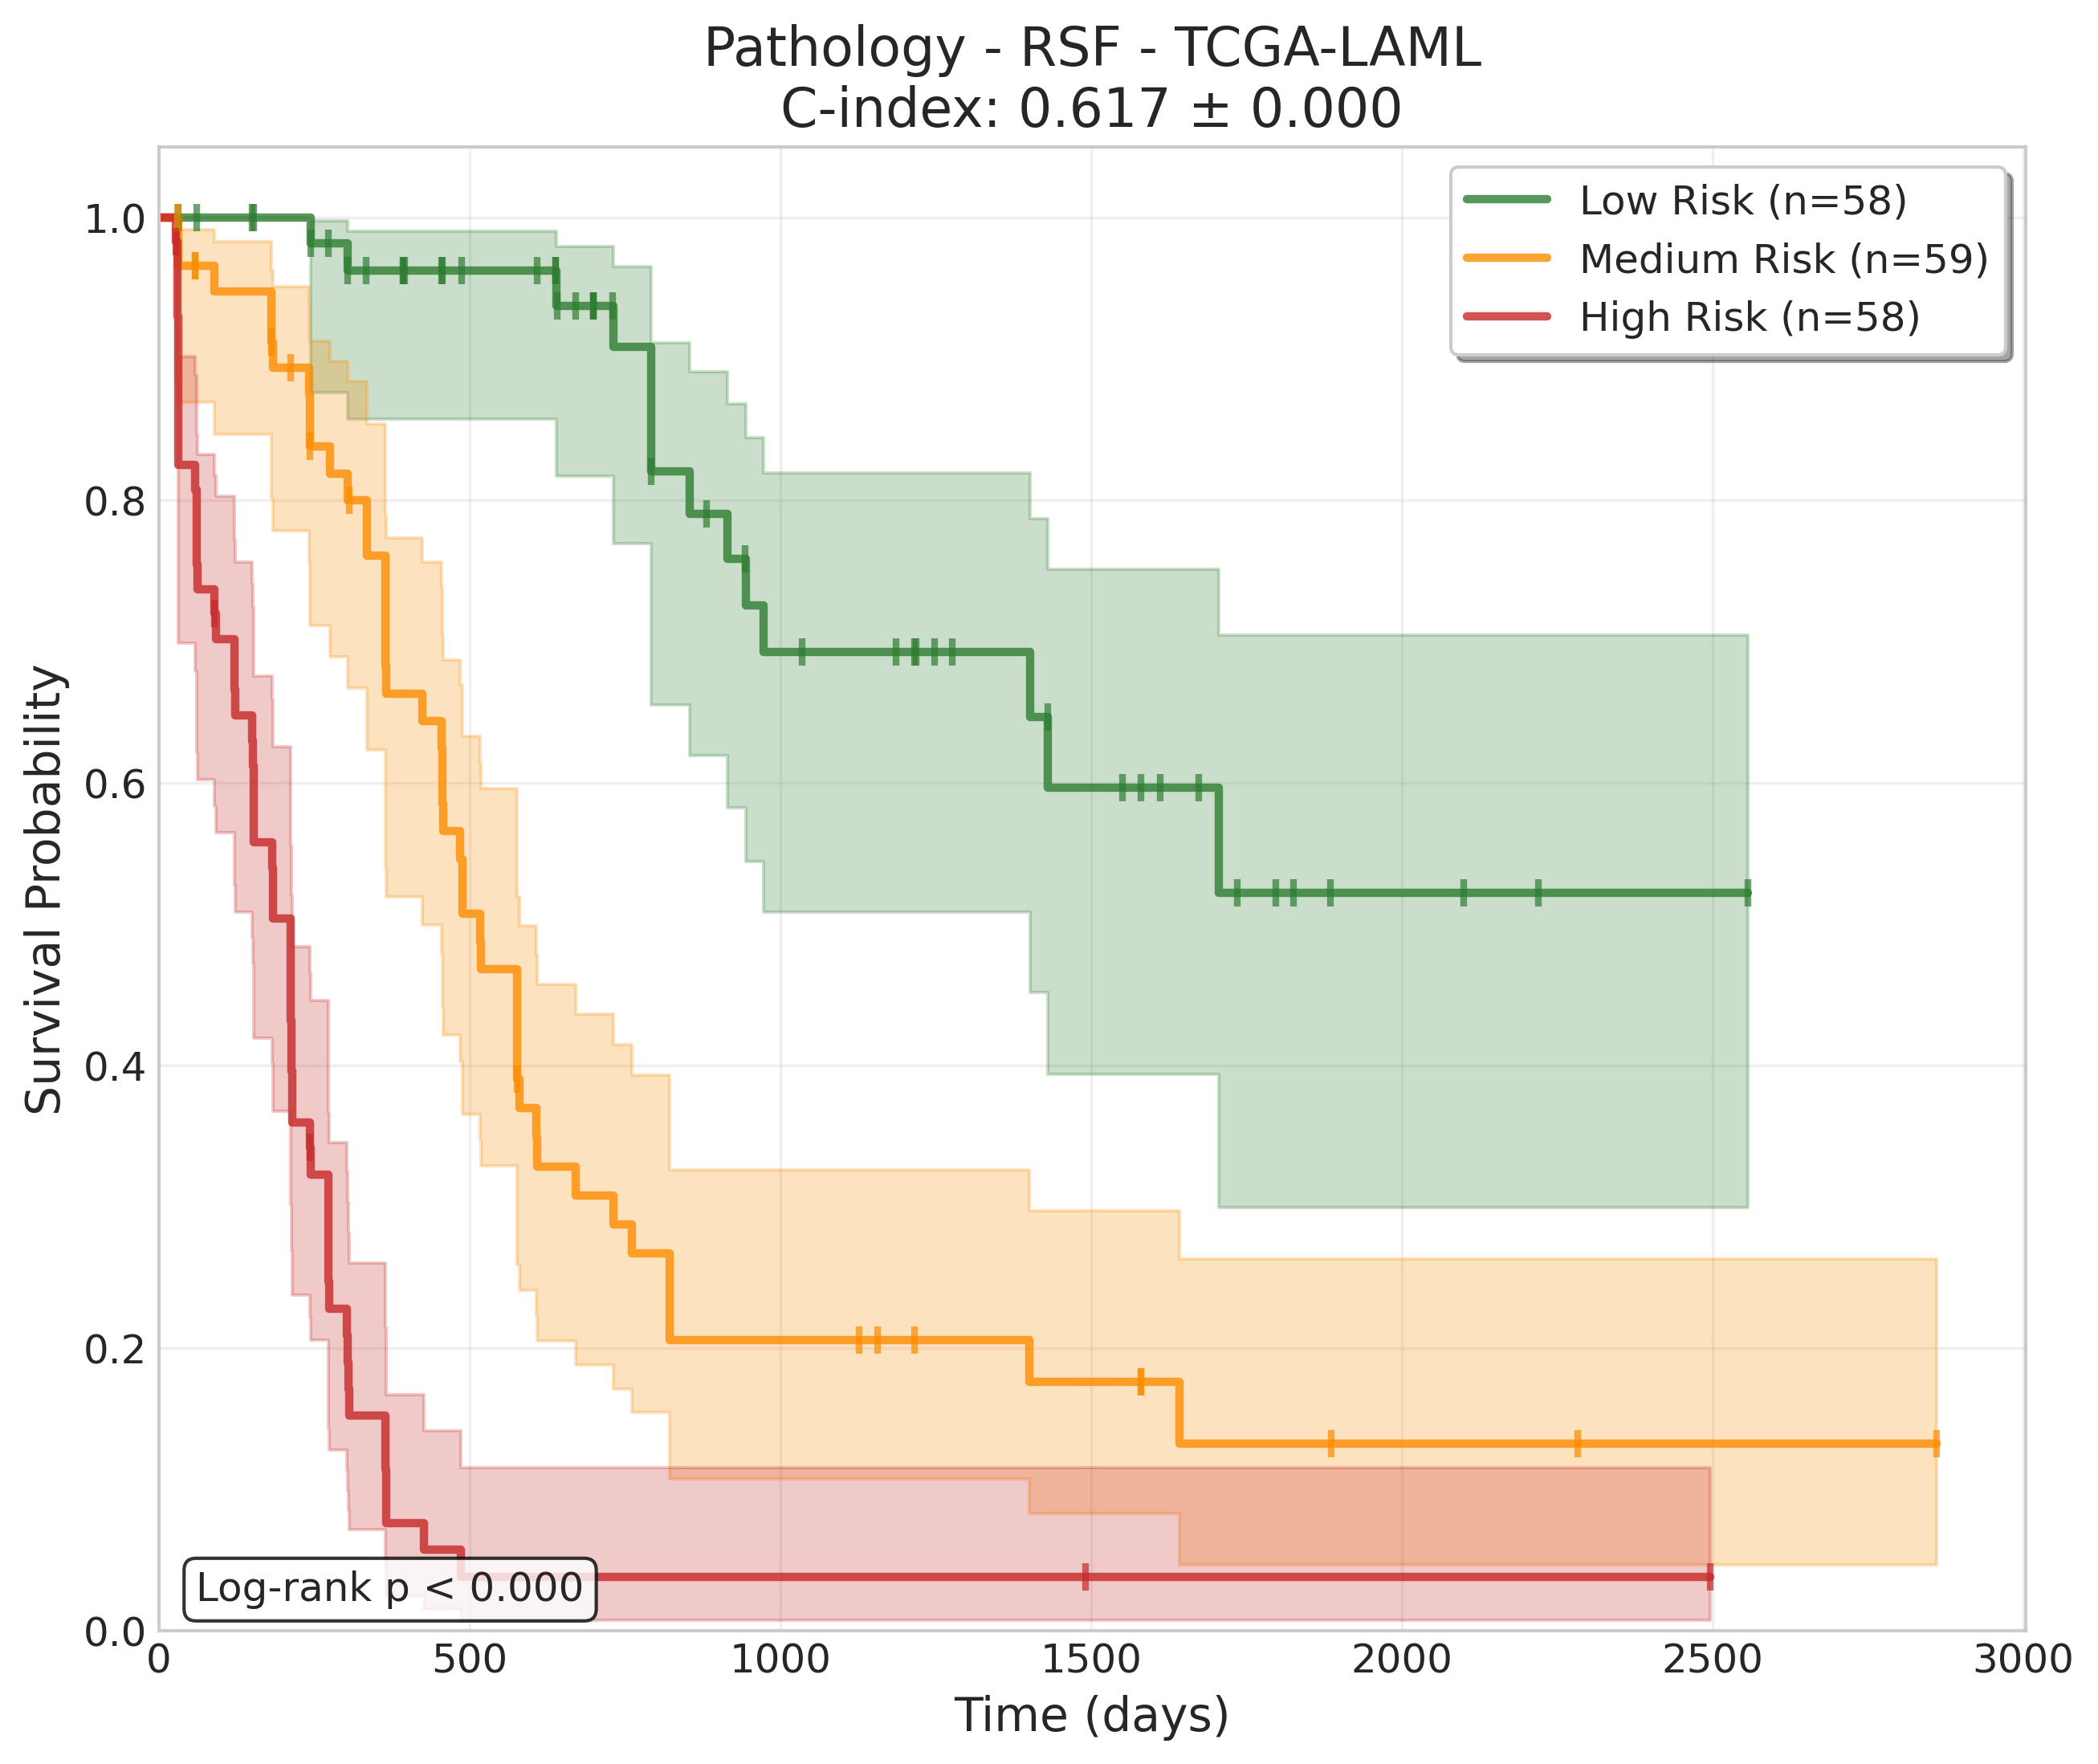 Pathology - RSF - TCGA-LAML
C-index: 0.617 ± 0.000
Low Risk (n=58)
Medium Risk (n=59)
High Risk (n=58)
Survival Probability
1.0
0.8
0.6
0.4
0.2
0.0
Log-rank p < 0.000
0 500 1000 1500 2000 2500 3000
Time (days)